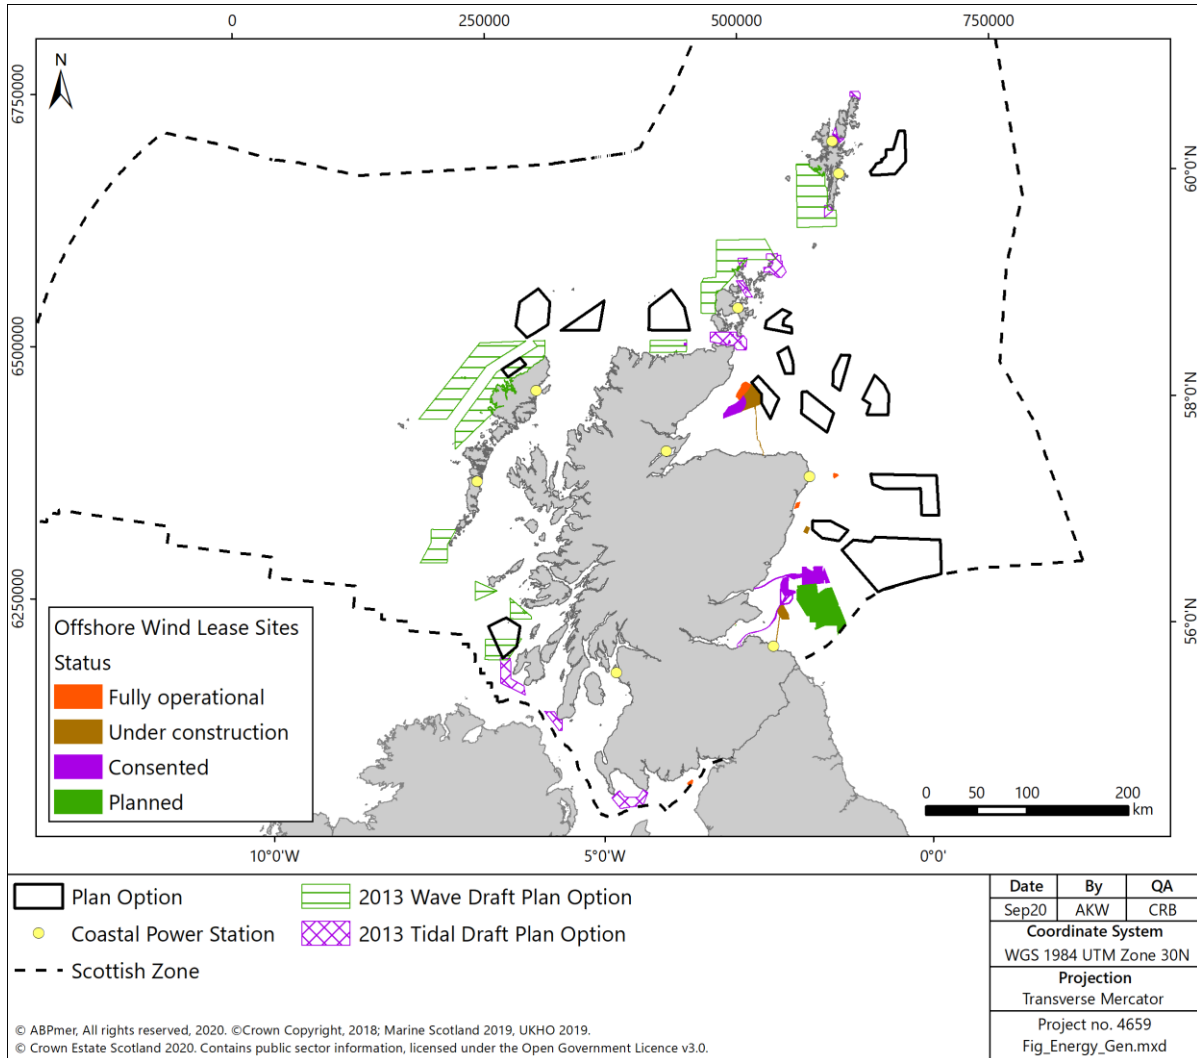 0 250000 500000 750000
N
6750000
6500000
6250000
60°0'N
58°0'N
56°0'N
Offshore Wind Lease Sites
Status
Fully operational
Under construction
Consented
Planned
0 50 100 200
km
10°0'W 5°0'W 0°0'
Plan Option
Coastal Power Station
Scottish Zone
2013 Wave Draft Plan Option
2013 Tidal Draft Plan Option
Date By QA
Sep20 AKW CRB
Coordinate System
WGS 1984 UTM Zone 30N
Projection
Transverse Mercator
Project no. 4659
Fig_Energy_Gen.mxd
© ABPmer, All rights reserved, 2020. ©Crown Copyright, 2018; Marine Scotland 2019, UKHO 2019.
© Crown Estate Scotland 2020. Contains public sector information, licensed under the Open Government Licence v3.0.